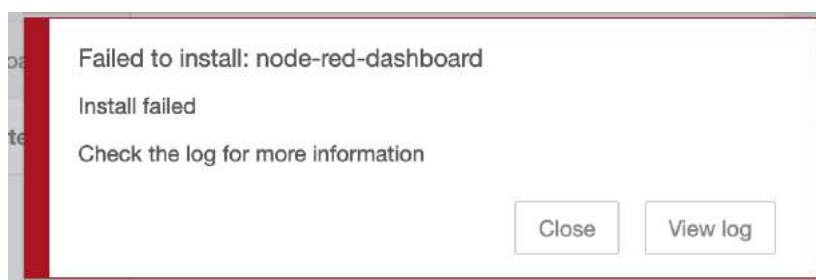 Failed to install: node-red-dashboard
Install failed
Check the log for more information
Close
View log